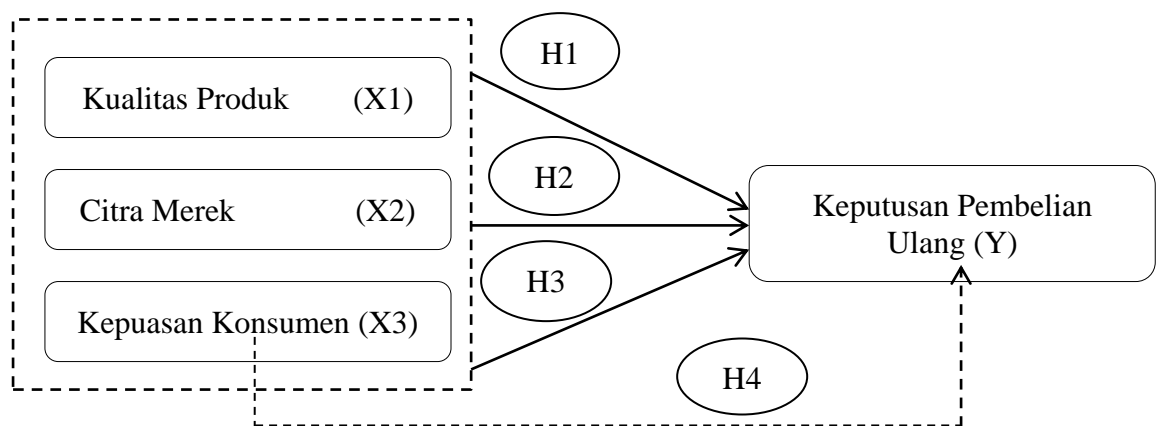 H1
Kualitas Produk (X1)
H2
Citra Merek (X2)
Keputusan Pembelian
Ulang (Y)
H3
Kepuasan Konsumen (X3)
H4